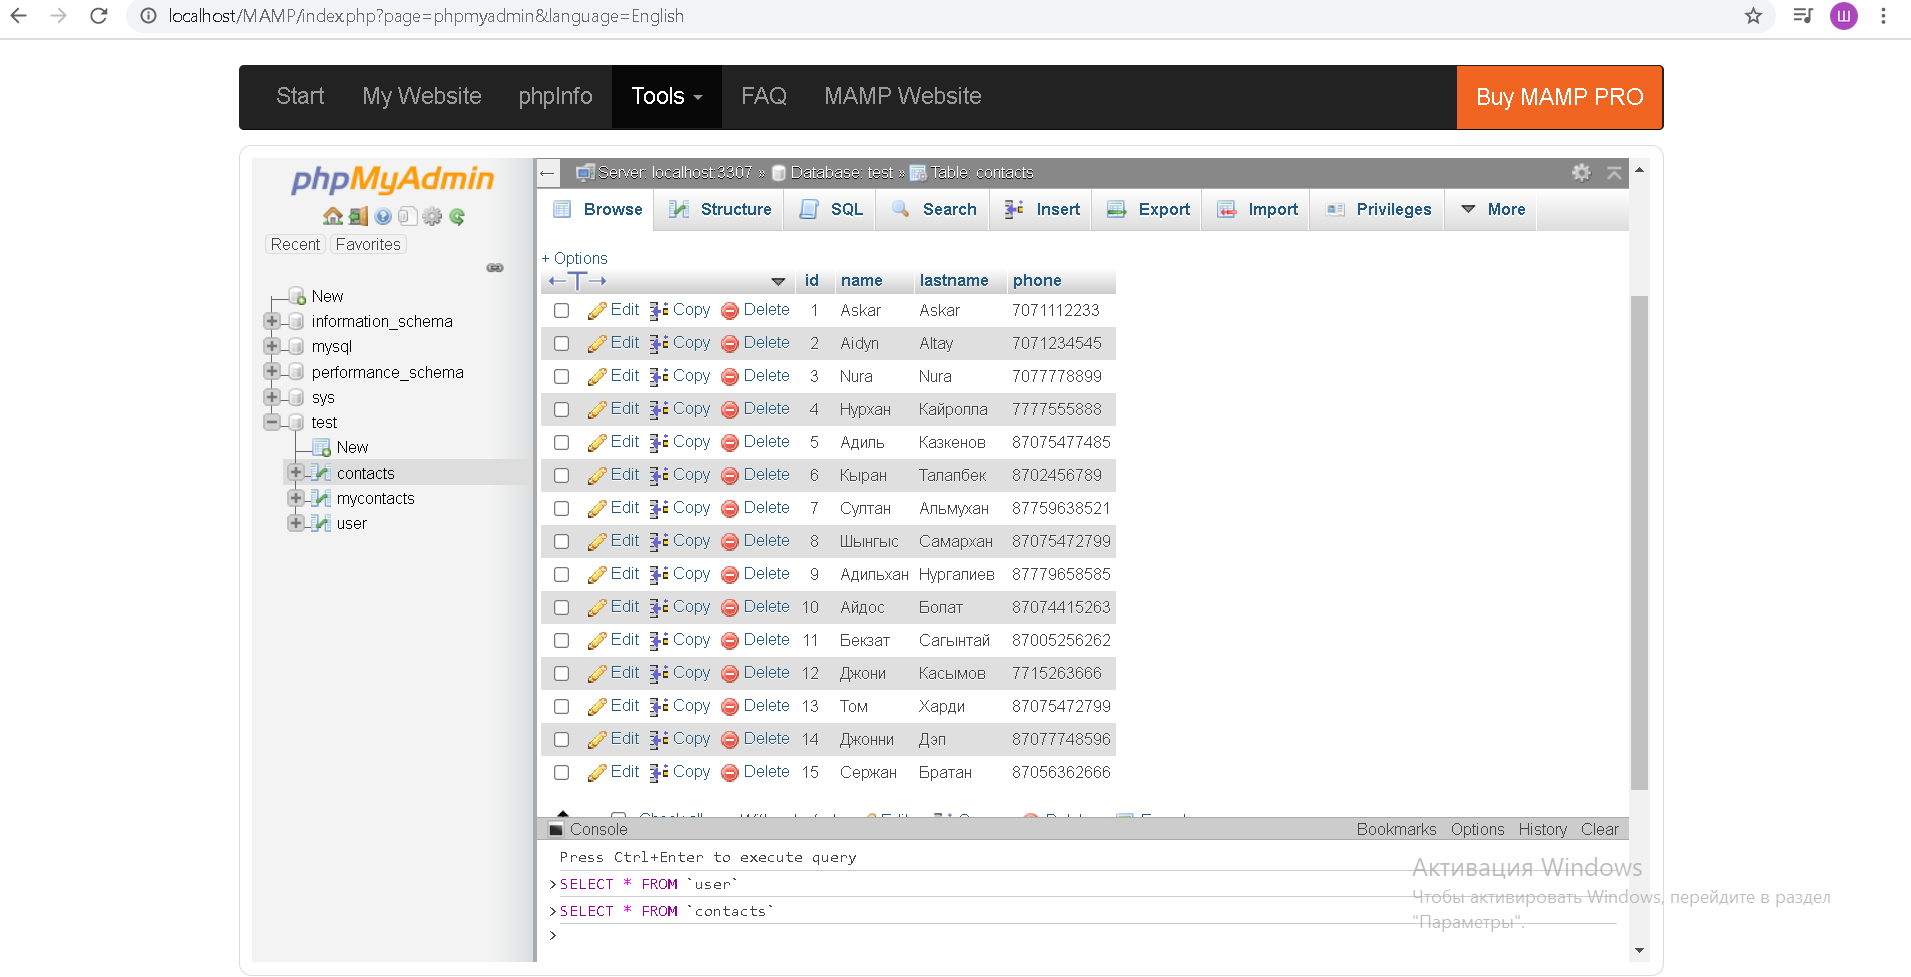 localhost/MAMP/index.php?page=phpmyadmin&language=English
Ш
Start My Website phpInfo Tools FAQ MAMP Website Buy MAMP PRO
phpMyAdmin
Recent Favorites
New
information_schema
mysql
performance_schema
sys
test
New
contacts
mycontacts
user
Server: localhost:3307 » Database: test » Table: contacts
Browse Structure SQL Search Insert Export Import Privileges More
+ Options
←T→ id name lastname phone
Edit Copy Delete 1 Askar Askar 7071112233
Edit Copy Delete 2 Aidyn Altay 7071234545
Edit Copy Delete 3 Nura Nura 7077778899
Edit Copy Delete 4 Нурхан Кайролла 7777555888
Edit Copy Delete 5 Адиль Казкенов 87075477485
Edit Copy Delete 6 Кыран Талапбек 8702456789
Edit Copy Delete 7 Султан Альмухан 87759638521
Edit Copy Delete 8 Шынгыс Самархан 87075472799
Edit Copy Delete 9 Адильхан Нургалиев 87779658585
Edit Copy Delete 10 Айдос Болат 87074415263
Edit Copy Delete 11 Бекзат Сагынтай 87005256262
Edit Copy Delete 12 Джони Касымов 7715263666
Edit Copy Delete 13 Том Харди 87075472799
Edit Copy Delete 14 Джонни Дэп 87077748596
Edit Copy Delete 15 Сержан Братан 87056362666
Console Bookmarks Options History Clear
Press Ctrl+Enter to execute query
>SELECT * FROM `user`
>SELECT * FROM `contacts`
>
Активация Windows
Чтобы активировать Windows, перейдите в раздел
"Параметры".